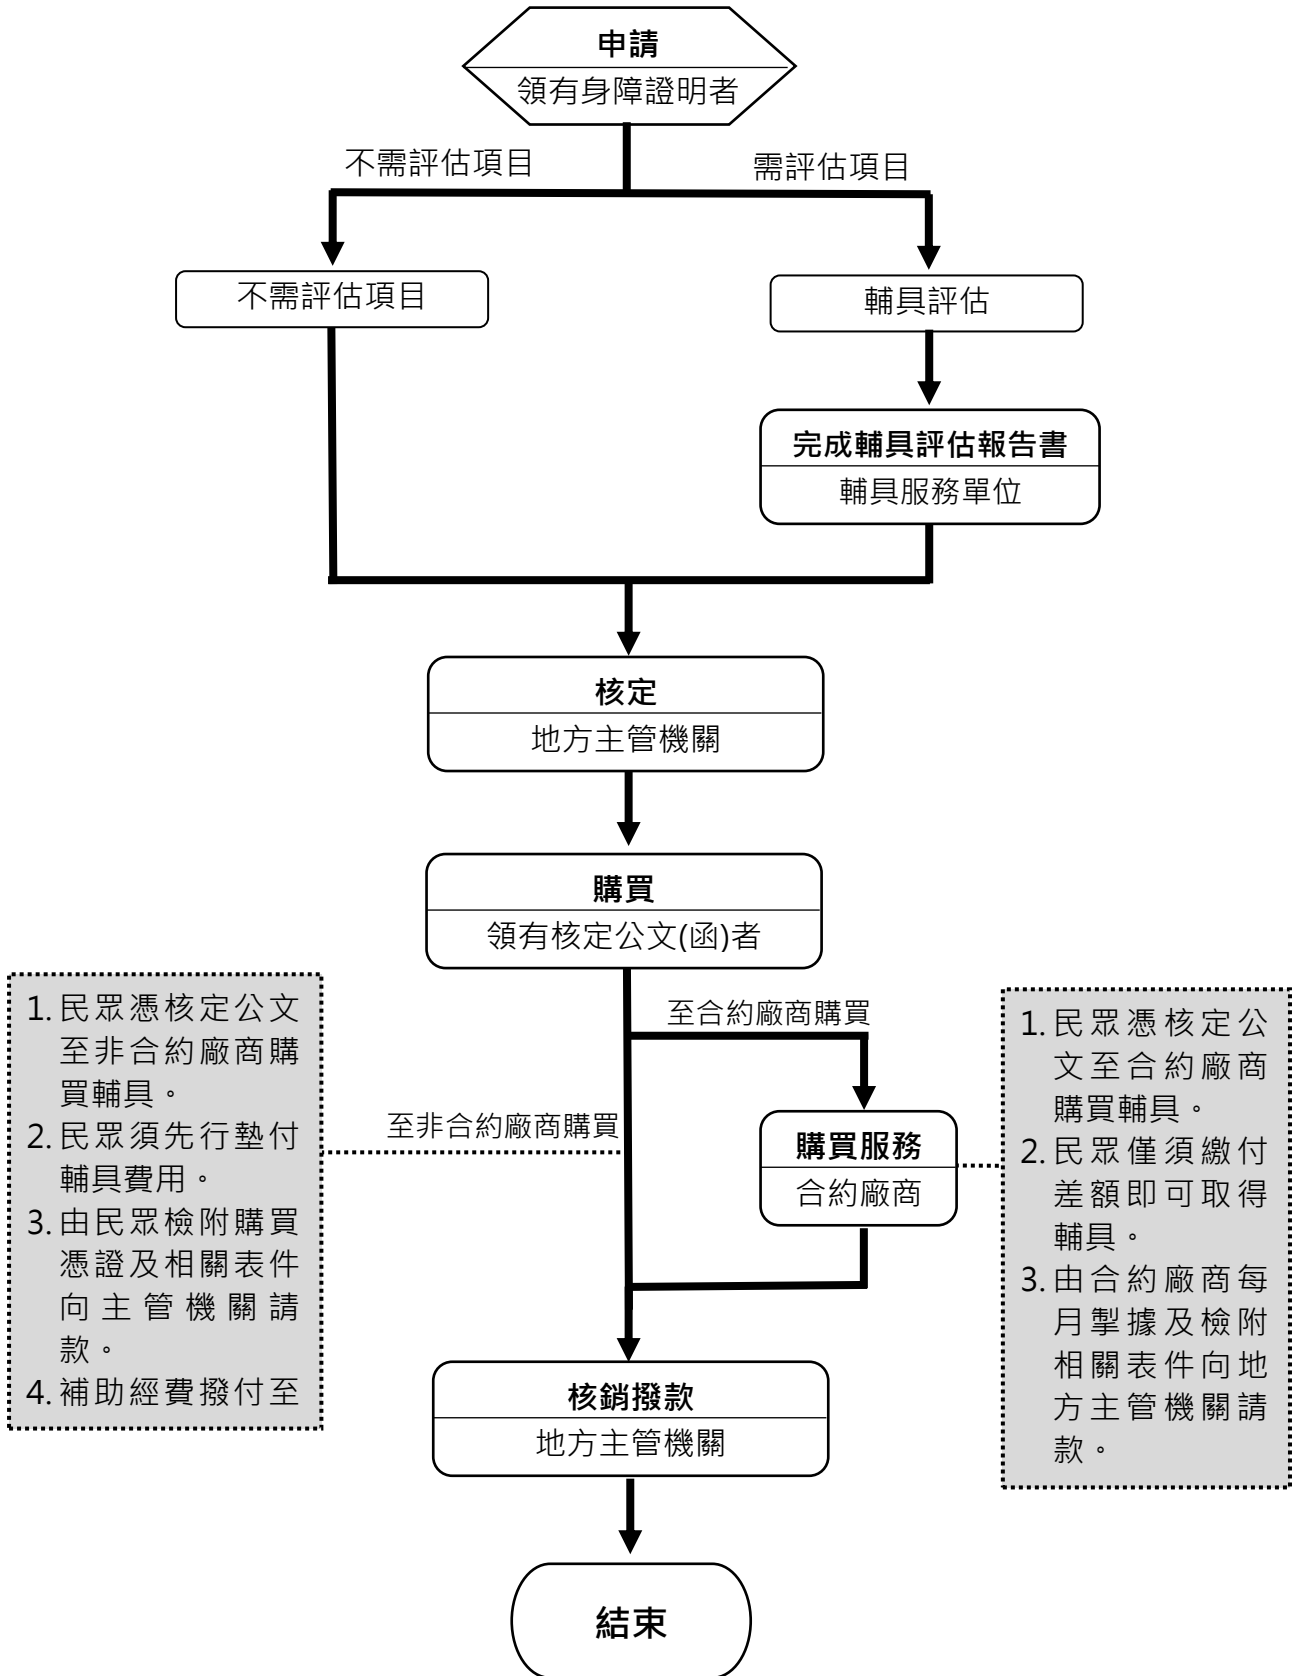 申請
領有身障證明者
不需評估項目
需評估項目
不需評估項目
輔具評估
完成輔具評估報告書
輔具服務單位
核定
地方主管機關
購買
領有核定公文(函)者
至合約廠商購買
至非合約廠商購買
購買服務
合約廠商
1. 民眾憑核定公文
至非合約廠商購
買輔具。
2. 民眾須先行墊付
輔具費用。
3. 由民眾檢附購買
憑證及相關表件
向主管機關請
款。
4. 補助經費撥付至
1. 民眾憑核定公
文至合約廠商
購買輔具。
2. 民眾僅須繳付
差額即可取得
輔具。
3. 由合約廠商每
月掣據及檢附
相關表件向地
方主管機關請
款。
核銷撥款
地方主管機關
結束